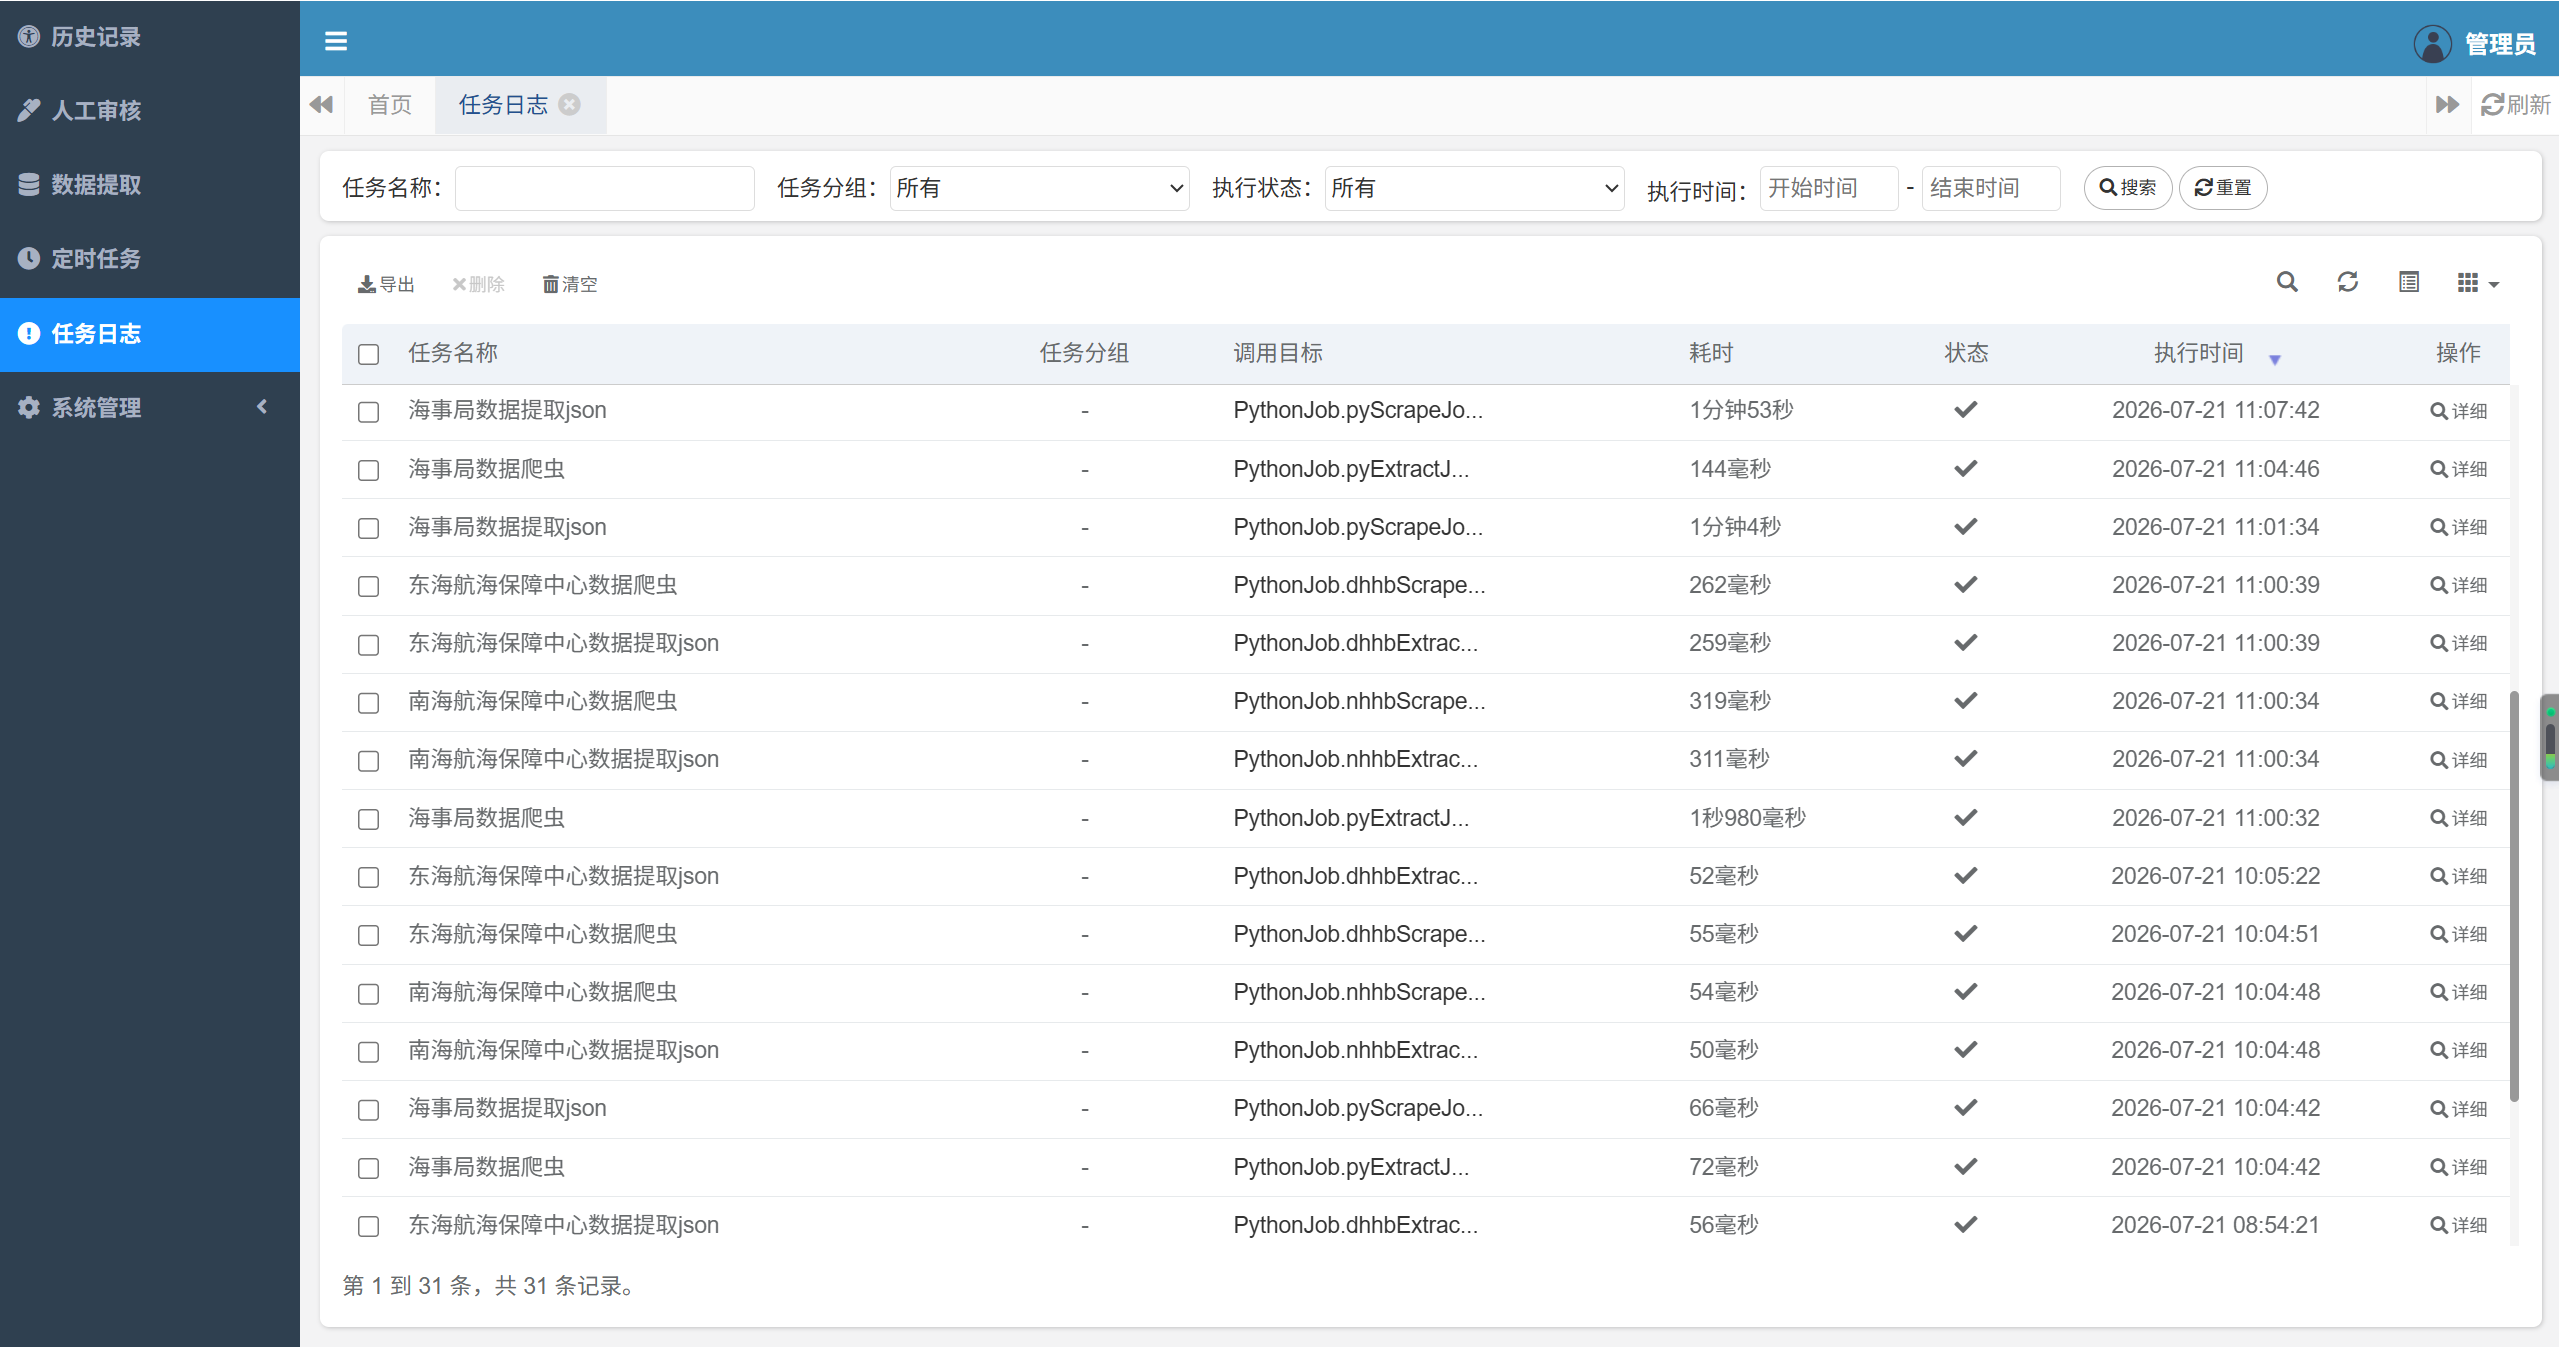 历史记录
人工审核
数据提取
定时任务
任务日志
系统管理
管理员
首页 任务日志 刷新
任务名称： 任务分组： 所有 执行状态： 所有 执行时间： 开始时间 - 结束时间 搜索 重置
导出 删除 清空
任务名称 任务分组 调用目标 耗时 状态 执行时间 操作
海事局数据提取json - PythonJob.pyScrapeJo... 1分钟53秒 2026-07-21 11:07:42 详细
海事局数据爬虫 - PythonJob.pyExtractJ... 144毫秒 2026-07-21 11:04:46 详细
海事局数据提取json - PythonJob.pyScrapeJo... 1分钟4秒 2026-07-21 11:01:34 详细
东海航海保障中心数据爬虫 - PythonJob.dhhbScrape... 262毫秒 2026-07-21 11:00:39 详细
东海航海保障中心数据提取json - PythonJob.dhhbExtrac... 259毫秒 2026-07-21 11:00:39 详细
南海航海保障中心数据爬虫 - PythonJob.nhhbScrape... 319毫秒 2026-07-21 11:00:34 详细
南海航海保障中心数据提取json - PythonJob.nhhbExtrac... 311毫秒 2026-07-21 11:00:34 详细
海事局数据爬虫 - PythonJob.pyExtractJ... 1秒980毫秒 2026-07-21 11:00:32 详细
东海航海保障中心数据提取json - PythonJob.dhhbExtrac... 52毫秒 2026-07-21 10:05:22 详细
东海航海保障中心数据爬虫 - PythonJob.dhhbScrape... 55毫秒 2026-07-21 10:04:51 详细
南海航海保障中心数据爬虫 - PythonJob.nhhbScrape... 54毫秒 2026-07-21 10:04:48 详细
南海航海保障中心数据提取json - PythonJob.nhhbExtrac... 50毫秒 2026-07-21 10:04:48 详细
海事局数据提取json - PythonJob.pyScrapeJo... 66毫秒 2026-07-21 10:04:42 详细
海事局数据爬虫 - PythonJob.pyExtractJ... 72毫秒 2026-07-21 10:04:42 详细
东海航海保障中心数据提取json - PythonJob.dhhbExtrac... 56毫秒 2026-07-21 08:54:21 详细
第 1 到 31 条，共 31 条记录。